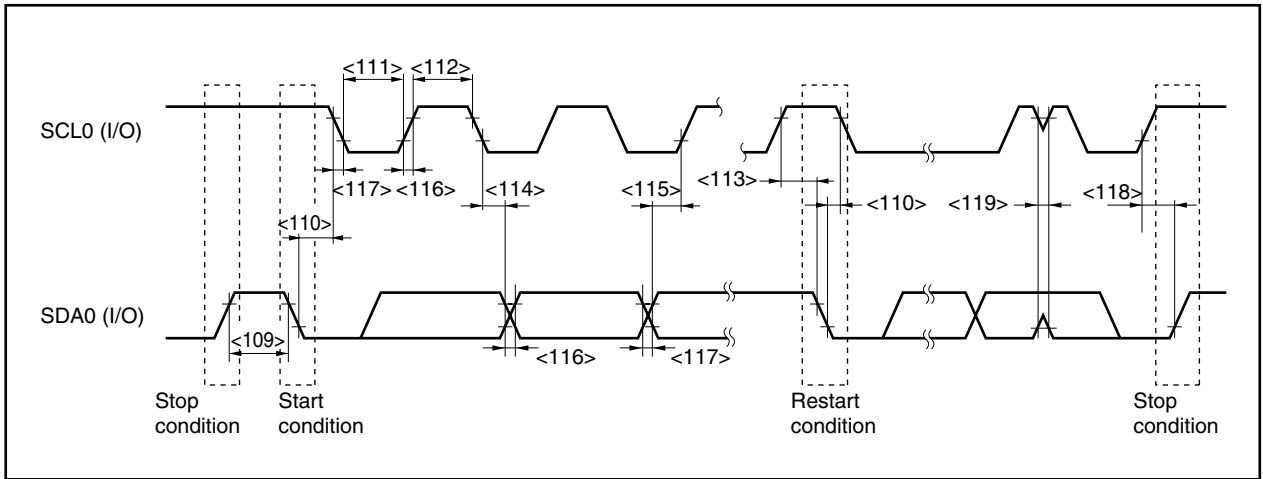 <111> <112>
SCL0 (I/O)
<117> <116> <114> <115> <113> <110> <119> <118>
<110>
SDA0 (I/O)
<109> <116> <117>
Stop
condition
Start
condition
Restart
condition
Stop
condition